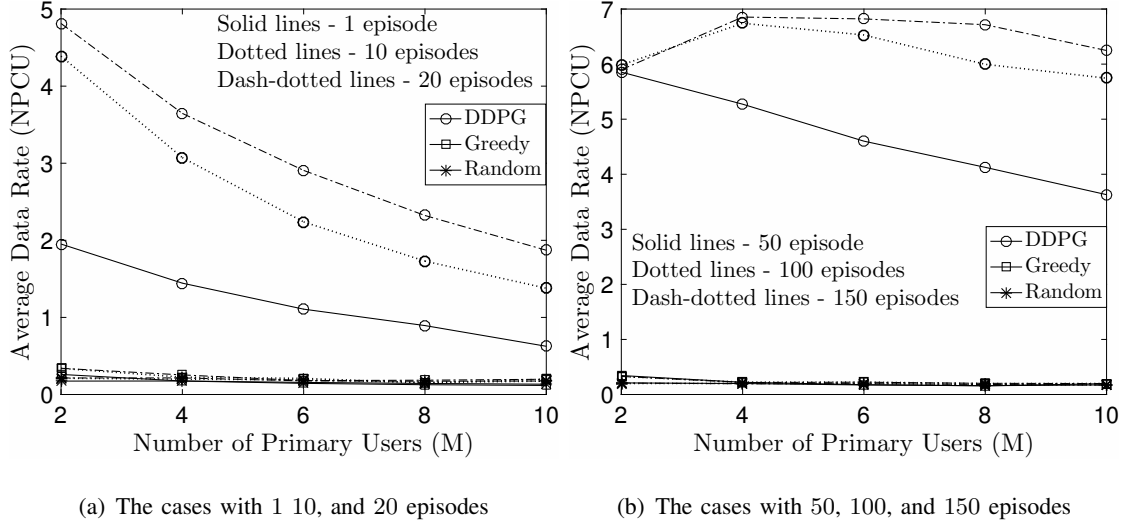 Average Data Rate (NPCU)
5
4
3
2
1
0
Solid lines - 1 episode
Dotted lines - 10 episodes
Dash-dotted lines - 20 episodes
DDPG
Greedy
Random
2 4 6 8 10
Number of Primary Users (M)
(a) The cases with 1 10, and 20 episodes
Average Data Rate (NPCU)
7
6
5
4
3
2
1
0
Solid lines - 50 episode
Dotted lines - 100 episodes
Dash-dotted lines - 150 episodes
DDPG
Greedy
Random
2 4 6 8 10
Number of Primary Users (M)
(b) The cases with 50, 100, and 150 episodes